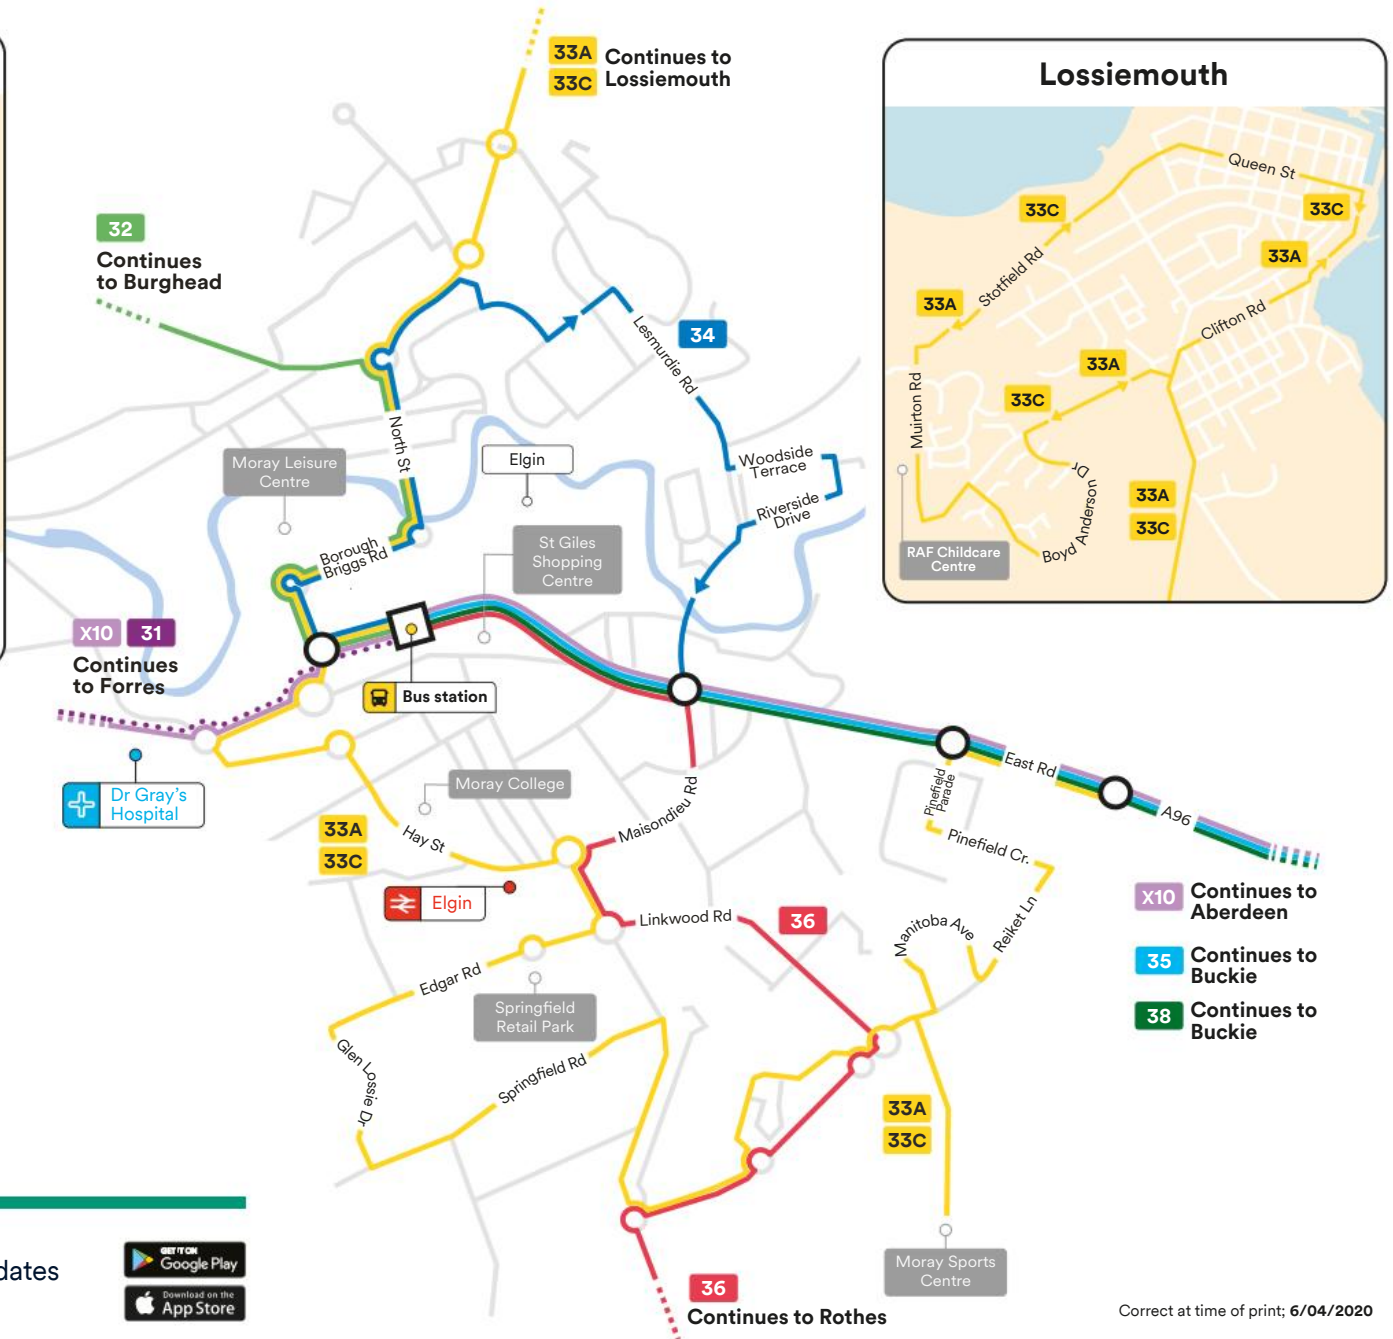 33A
33C
Continues to
Lossiemouth
Lossiemouth
Queen St
33C
33C
Stotfield Rd
33A
33A
Clifton Rd
33A
33C
Muirton Rd
Boyd Anderson Dr
33A
33C
RAF Childcare
Centre
32
Continues
to Burghead
34
Lesmurdie Rd
North St
Moray Leisure
Centre
Elgin
Woodside
Terrace
Riverside
Drive
Borough
Briggs Rd
St Giles
Shopping
Centre
X10
31
Continues
to Forres
Bus station
Dr Gray's
Hospital
Moray College
Maisondieu Rd
33A
33C
Hay St
Elgin
East Rd
A96
Pinefield
Parade
Pinefield Cr.
Reiket Ln
Manitoba Ave
Linkwood Rd
36
X10
Continues to
Aberdeen
35
Continues to
Buckie
38
Continues to
Buckie
Edgar Rd
Springfield
Retail Park
Glen Lossie Dr
Springfield Rd
33A
33C
Moray Sports
Centre
36
Continues to Rothes
dates
GET IT ON
Google Play
Download on the
App Store
Correct at time of print; 6/04/2020